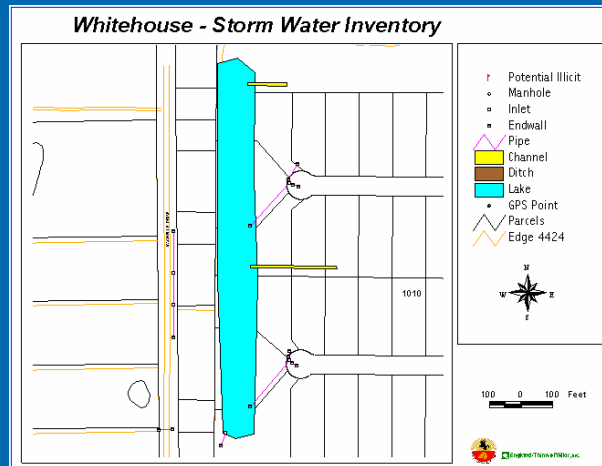 Whitehouse - Storm Water Inventory
Potential Illicit
Manhole
Inlet
Endwall
Pipe
Channel
Ditch
Lake
GPS Point
Parcels
Edge 4424
N
W E
S
1010
100 0 100 Feet